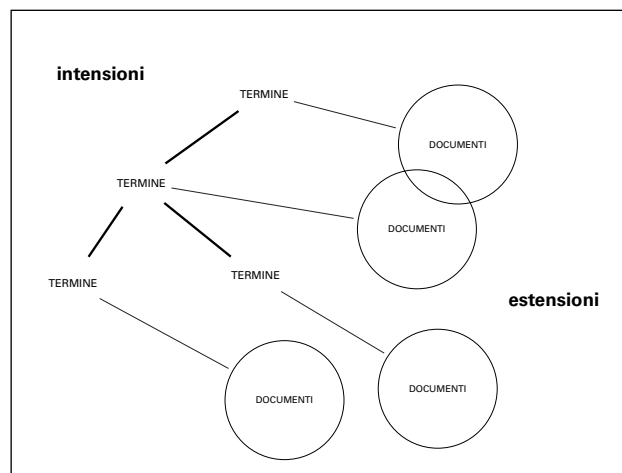 intensioni
TERMINE
DOCUMENTI
TERMINE
DOCUMENTI
TERMINE
TERMINE
estensioni
DOCUMENTI
DOCUMENTI